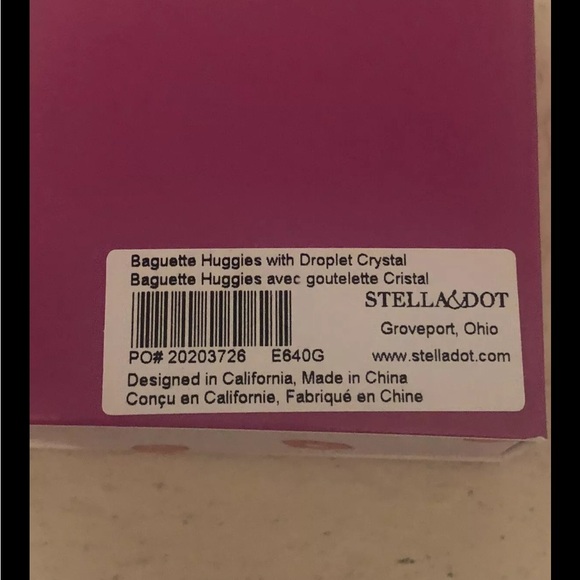 Baguette Huggies with Droplet Crystal
Baguette Huggies avec goutelette Cristal
STELLA&DOT
Groveport, Ohio
PO# 20203726 E640G
www.stelladot.com
Designed in California, Made in China
Conçu en Californie, Fabriqué en Chine